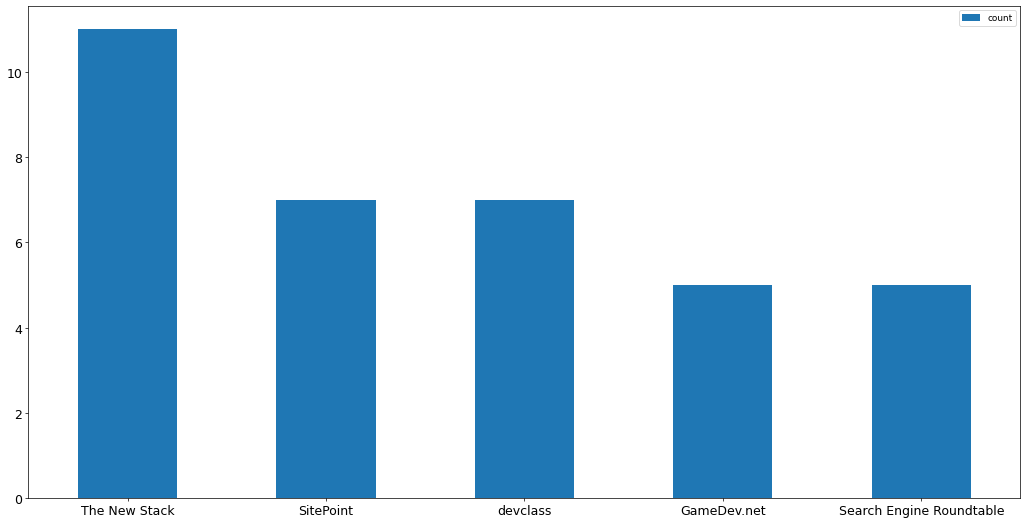 count
10
8
6
4
2
0
The New Stack
SitePoint
devclass
GameDev.net
Search Engine Roundtable